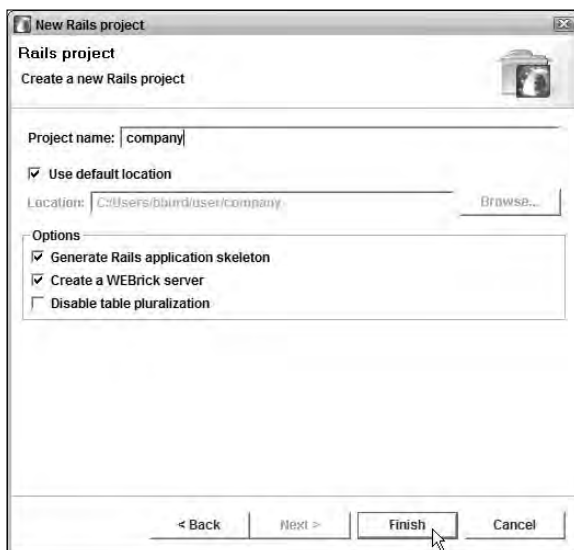 New Rails project
Rails project
Create a new Rails project
Project name: company
Use default location
Location: C:/Users/bburd/user/company Browse...
Options
Generate Rails application skeleton
Create a WEBrick server
Disable table pluralization
< Back Next > Finish Cancel